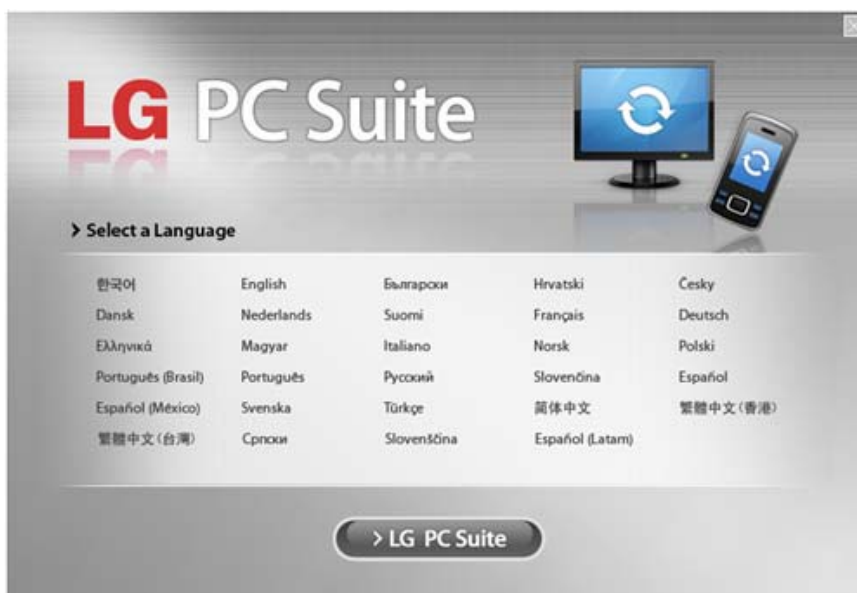 LG PC Suite
> Select a Language
한국어 English Български Hrvatski Česky
Dansk Nederlands Suomi Français Deutsch
Ελληνικά Magyar Italiano Norsk Polski
Português (Brasil) Português Русский Slovenčina Español
Español (México) Svenska Türkçe 简体中文 繁體中文(香港)
繁體中文(台灣) Српски Slovenščina Español (Latam)
> LG PC Suite